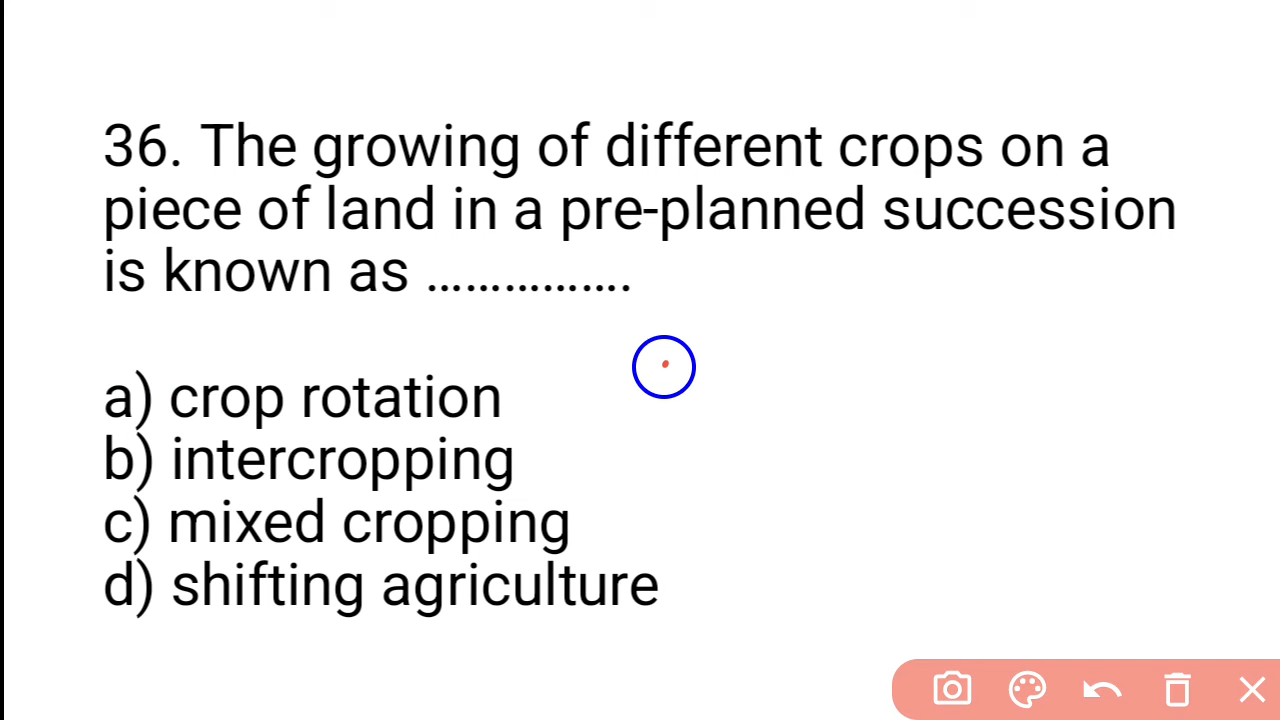 36. The growing of different crops on a
piece of land in a pre-planned succession
is known as ................
a) crop rotation
b) intercropping
c) mixed cropping
d) shifting agriculture